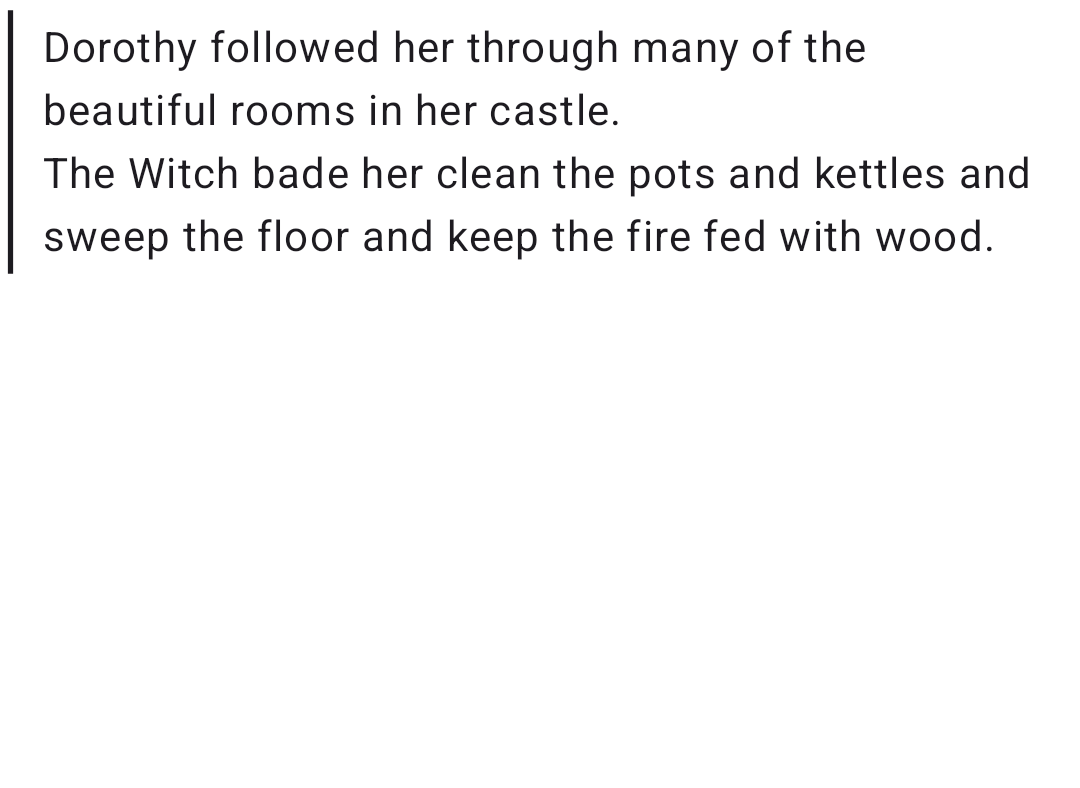 Dorothy followed her through many of the
beautiful rooms in her castle.
The Witch bade her clean the pots and kettles and
sweep the floor and keep the fire fed with wood.